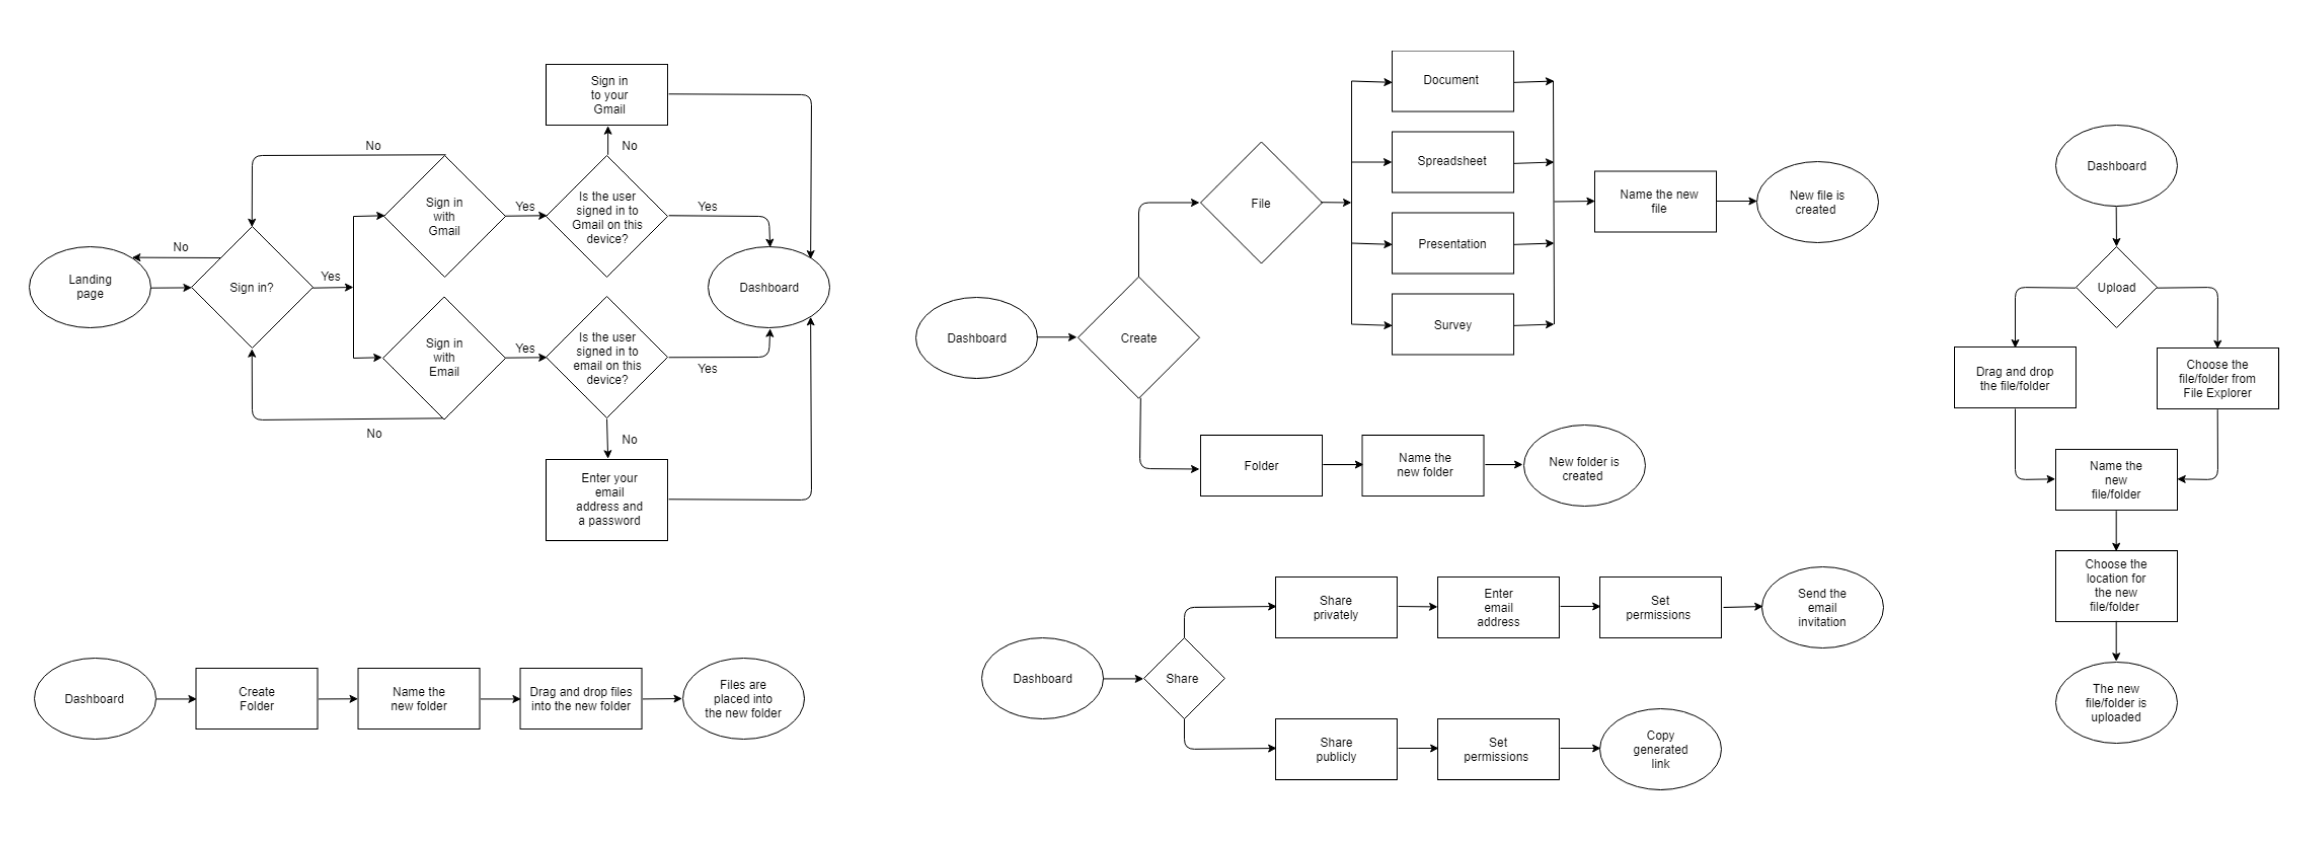 Sign in
to your
Gmail
No
No
Sign in
with
Gmail
Yes
Is the user
signed in to
Gmail on this
device?
Yes
No
Landing
page
Sign in?
Yes
Dashboard
Sign in
with
Email
Yes
Is the user
signed in to
email on this
device?
Yes
No
No
Enter your
email
address and
a password
Document
Spreadsheet
File
Presentation
Survey
Name the new
file
New file is
created
Dashboard
Create
Folder
Name the
new folder
New folder is
created
Dashboard
Upload
Drag and drop
the file/folder
Choose the
file/folder from
File Explorer
Name the
new
file/folder
Choose the
location for
the new
file/folder
The new
file/folder is
uploaded
Dashboard
Create
Folder
Name the
new folder
Drag and drop files
into the new folder
Files are
placed into
the new folder
Dashboard
Share
Share
privately
Enter
email
address
Set
permissions
Send the
email
invitation
Share
publicly
Set
permissions
Copy
generated
link